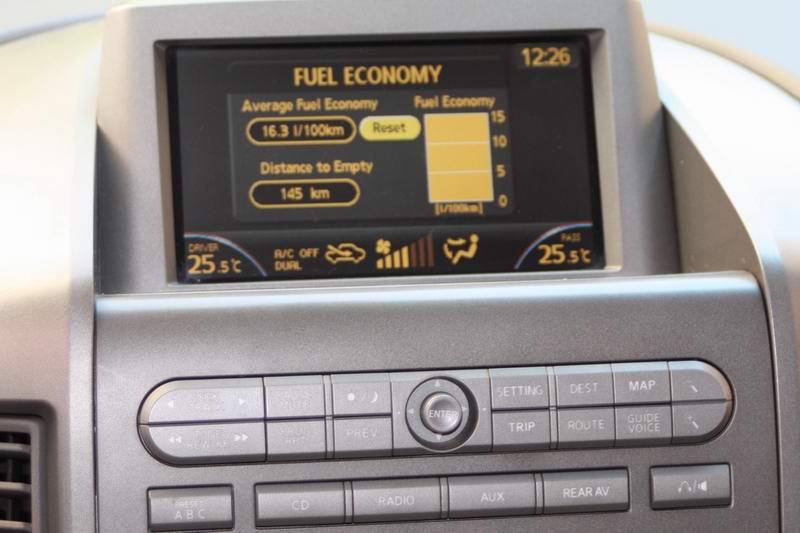 12:26
FUEL ECONOMY
Average Fuel Economy
Fuel Economy
16.3 l/100km
Reset
15
10
5
0
[l/100km]
Distance to Empty
145 km
DRIVER
25.5°C
A/C OFF
DUAL
PASS
25.5°C
SETTING
DEST
MAP
ENTER
PREV
TRIP
ROUTE
GUIDE
VOICE
PRESET
A B C
CD
RADIO
AUX
REAR AV